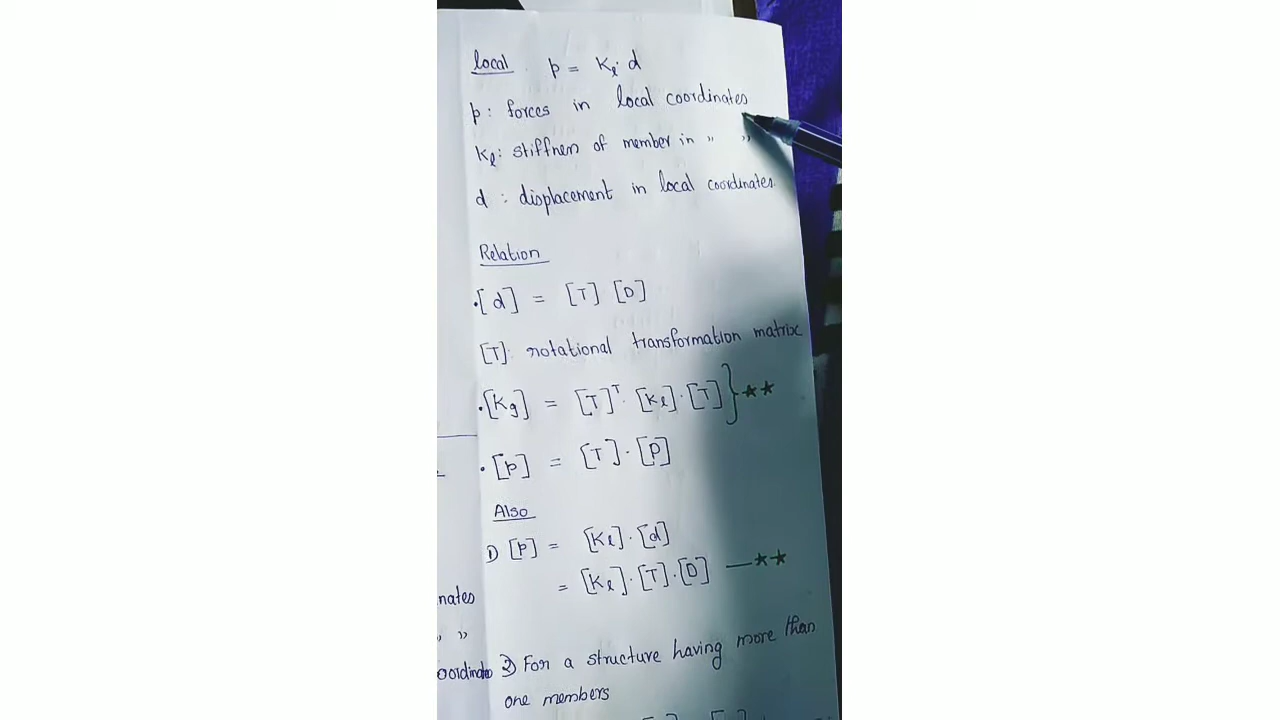 local p = Kℓ. d
p : forces in local coordinates
kℓ: stiffness of member in " "
d : displacement in local coordinates.
Relation
•[d] = [T] [D]
[T]: rotational transformation matrix
•[Kg] = [T]ᵀ. [Kℓ].[T] } **
•[p] = [T].[P]
Also
1) [p] = [Kℓ].[d]
= [Kℓ].[T].[D] — **
nates
" "
oordinate
2) For a structure having more than
one members